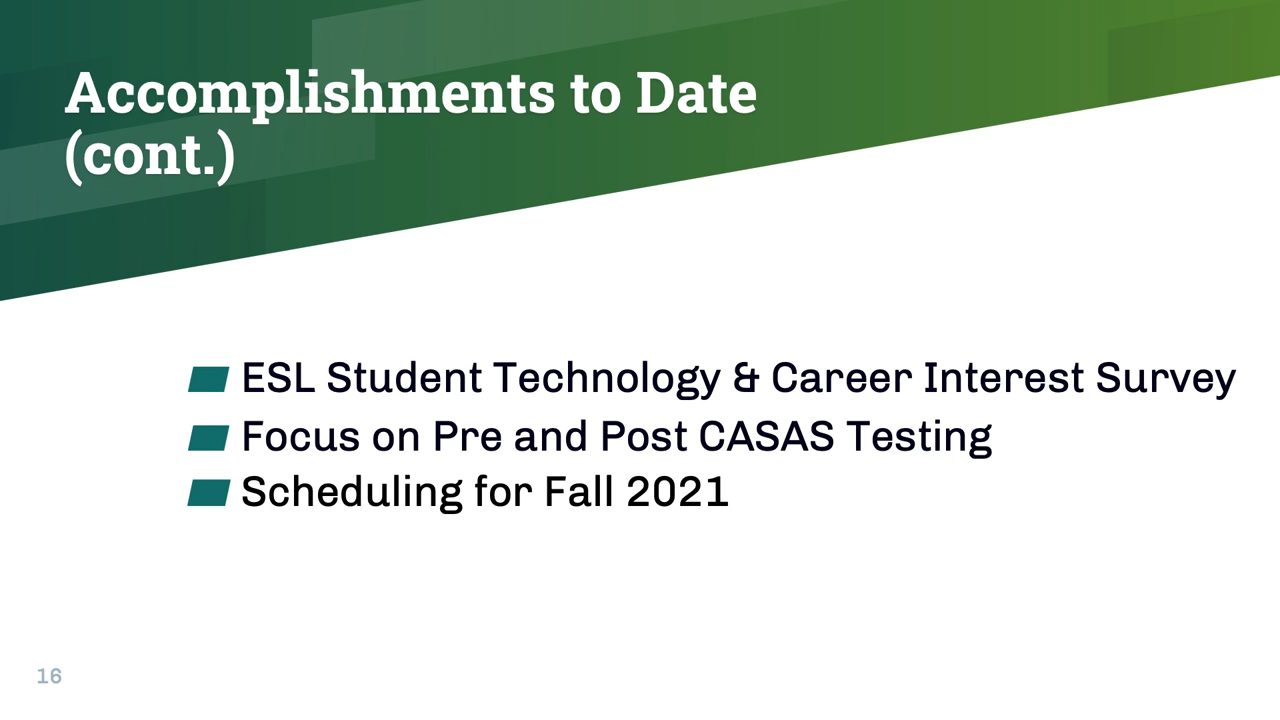 Accomplishments to Date
(cont.)
ESL Student Technology & Career Interest Survey
Focus on Pre and Post CASAS Testing
Scheduling for Fall 2021
16